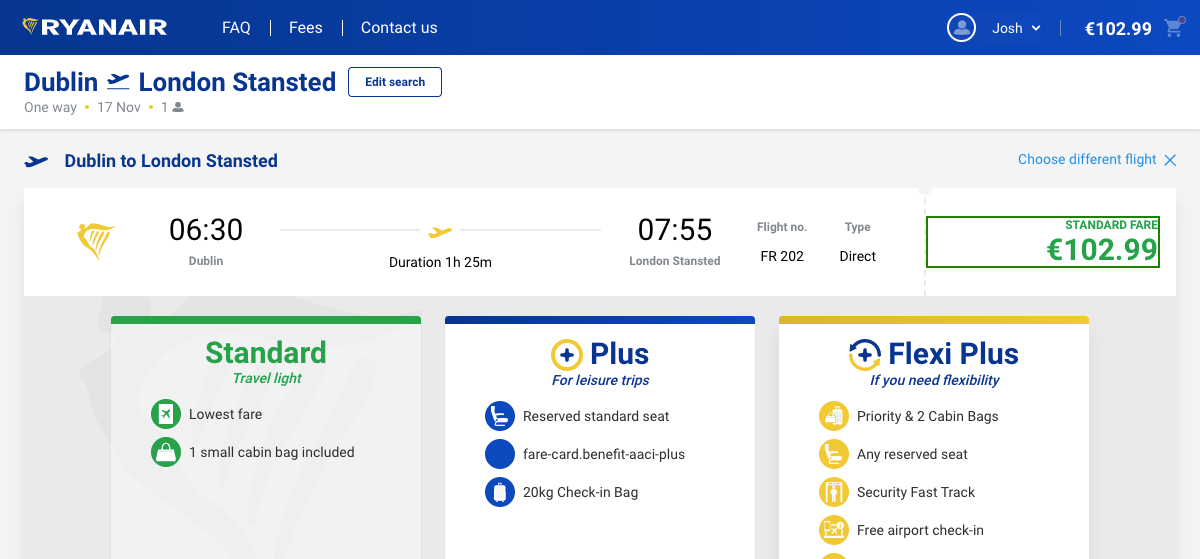 RYANAIR
FAQ
Fees
Contact us
Josh
€102.99
Dublin London Stansted
Edit search
One way • 17 Nov • 1
Dublin to London Stansted
Choose different flight
06:30
Dublin
Duration 1h 25m
07:55
London Stansted
Flight no.
FR 202
Type
Direct
STANDARD FARE
€102.99
Standard
Travel light
Lowest fare
1 small cabin bag included
Plus
For leisure trips
Reserved standard seat
fare-card.benefit-aaci-plus
20kg Check-in Bag
Flexi Plus
If you need flexibility
Priority & 2 Cabin Bags
Any reserved seat
Security Fast Track
Free airport check-in